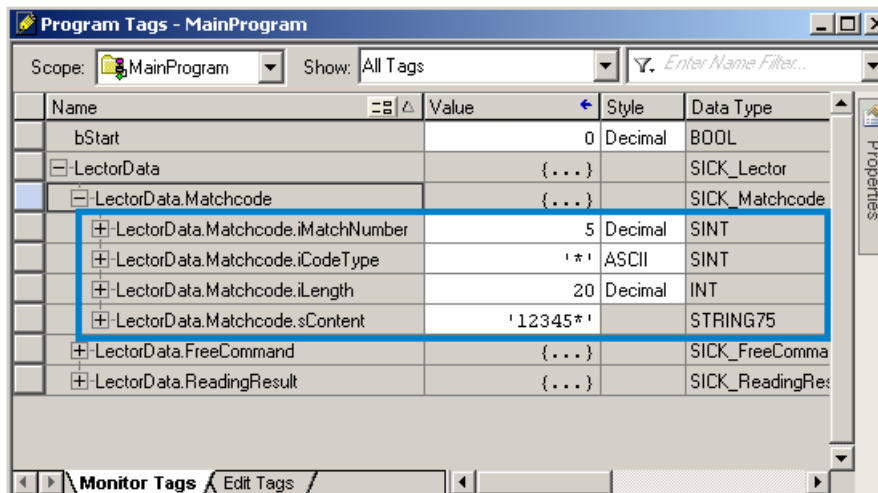 Program Tags - MainProgram
Scope: MainProgram Show: All Tags Enter Name Filter...
Name Value Style Data Type
bStart 0 Decimal BOOL
LectorData {...} SICK_Lector
LectorData.Matchcode {...} SICK_Matchcode
LectorData.Matchcode.iMatchNumber 5 Decimal SINT
LectorData.Matchcode.iCodeType '*' ASCII SINT
LectorData.Matchcode.iLength 20 Decimal INT
LectorData.Matchcode.sContent '12345*' STRING75
LectorData.FreeCommand {...} SICK_FreeComma
LectorData.ReadingResult {...} SICK_ReadingRes
Monitor Tags Edit Tags
Properties